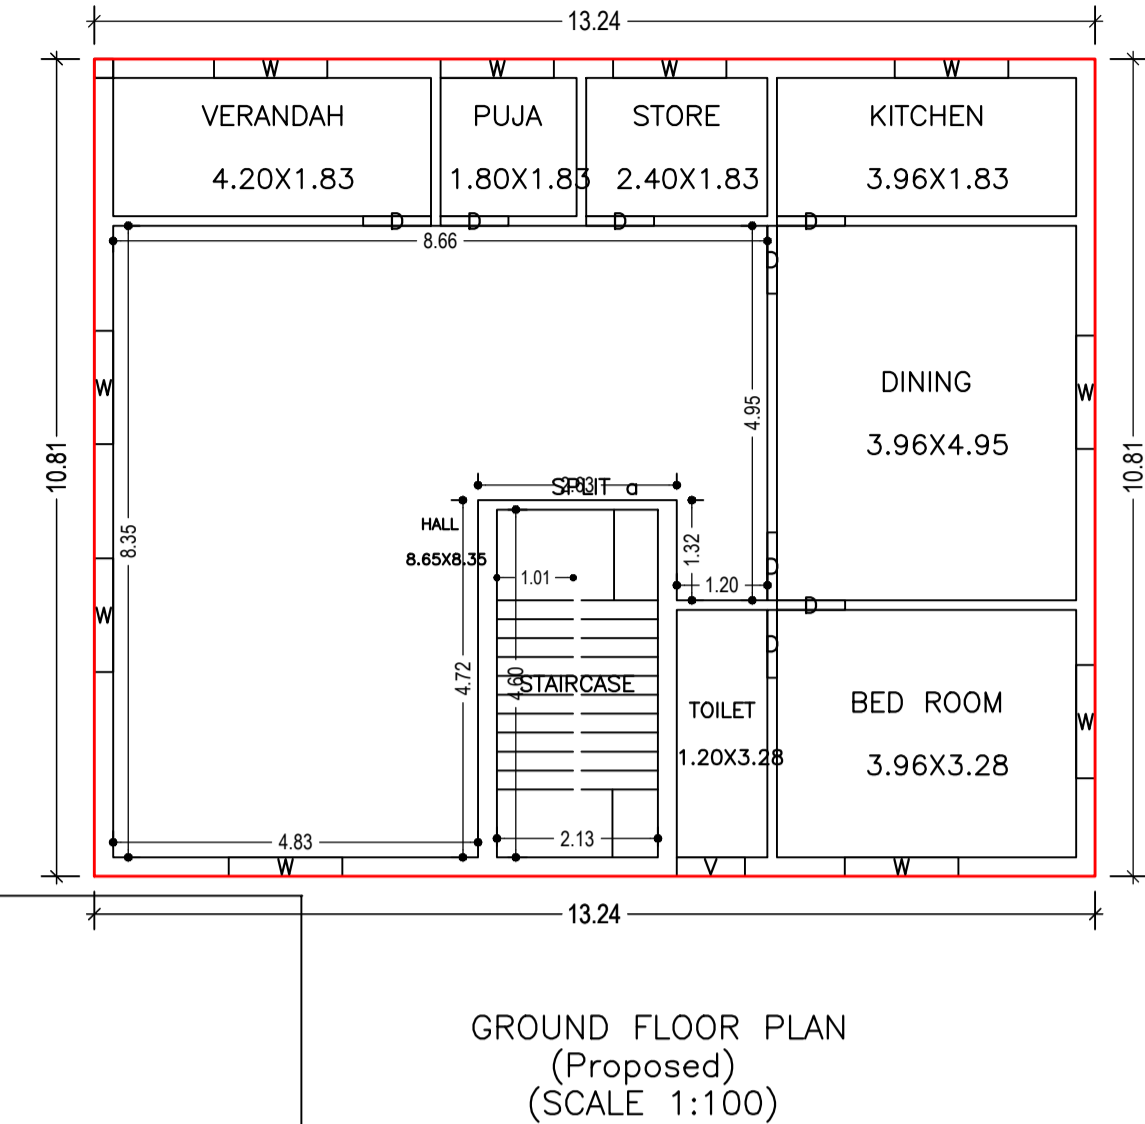 13.24
W W W W
VERANDAH PUJA STORE KITCHEN
4.20X1.83 1.80X1.83 2.40X1.83 3.96X1.83
D D D D
8.66
D
DINING
W W
4.95
3.96X4.95
10.81 10.81
2.63
SPLIT a
HALL
8.35 1.32
8.65X8.35
D
1.01 1.20
D
W
D
4.72 4.60
STAIRCASE
TOILET BED ROOM
W
1.20X3.28 3.96X3.28
4.83 2.13
W V W
13.24
GROUND FLOOR PLAN
(Proposed)
(SCALE 1:100)